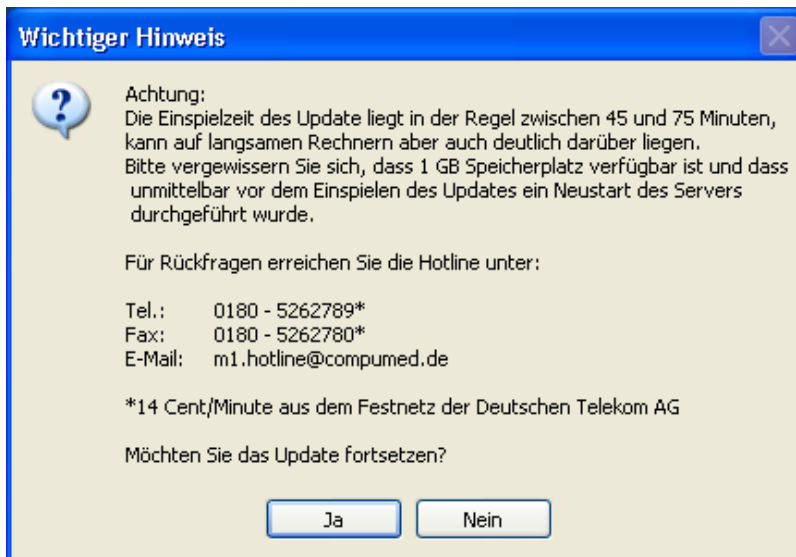 Wichtiger Hinweis
Achtung:
Die Einspielzeit des Update liegt in der Regel zwischen 45 und 75 Minuten,
kann auf langsamen Rechnern aber auch deutlich darüber liegen.
Bitte vergewissern Sie sich, dass 1 GB Speicherplatz verfügbar ist und dass
unmittelbar vor dem Einspielen des Updates ein Neustart des Servers
durchgeführt wurde.
Für Rückfragen erreichen Sie die Hotline unter:
Tel.: 0180 - 5262789*
Fax: 0180 - 5262780*
E-Mail: m1.hotline@compumed.de
*14 Cent/Minute aus dem Festnetz der Deutschen Telekom AG
Möchten Sie das Update fortsetzen?
Ja Nein